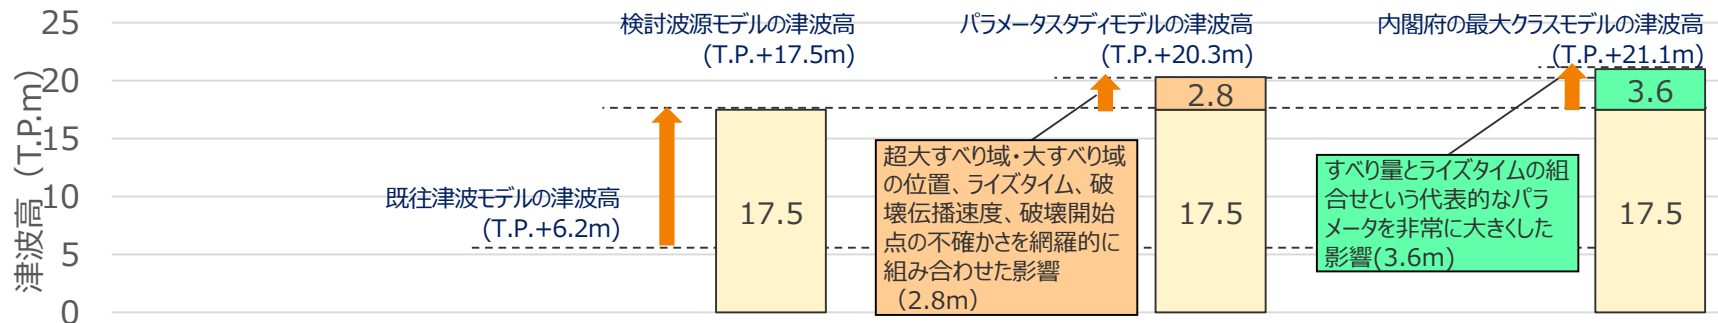 津波高（T.P.m）
25
20
15
10
5
0
既往津波モデルの津波高
(T.P.+6.2m)
検討波源モデルの津波高
(T.P.+17.5m)
17.5
パラメータスタディモデルの津波高
(T.P.+20.3m)
2.8
17.5
超大すべり域・大すべり域
の位置、ライズタイム、破
壊伝播速度、破壊開始
点の不確かさを網羅的に
組み合わせた影響
（2.8m）
内閣府の最大クラスモデルの津波高
(T.P.+21.1m)
3.6
17.5
すべり量とライズタイムの組
合せという代表的なパラ
メータを非常に大きくした
影響(3.6m)